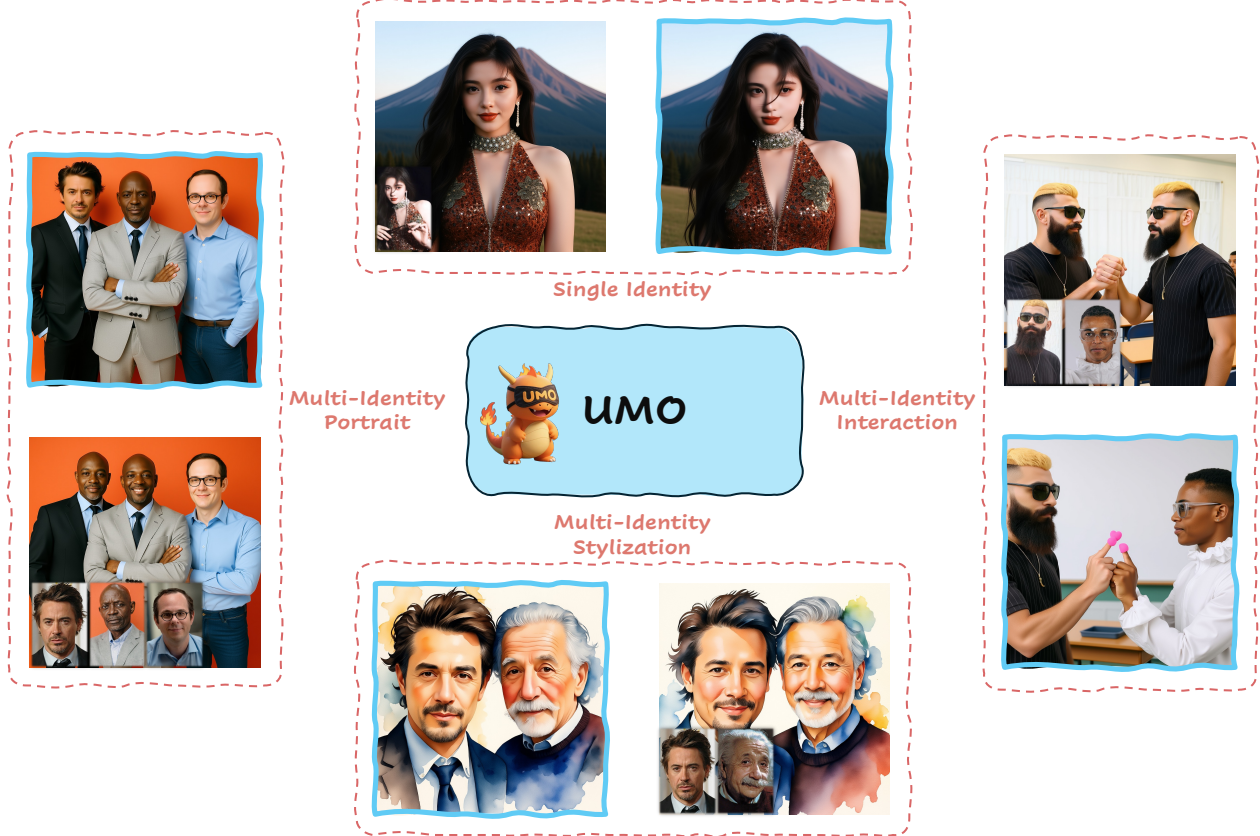 Single Identity
Multi-Identity
Portrait
UMO
UMO
Multi-Identity
Interaction
Multi-Identity
Stylization